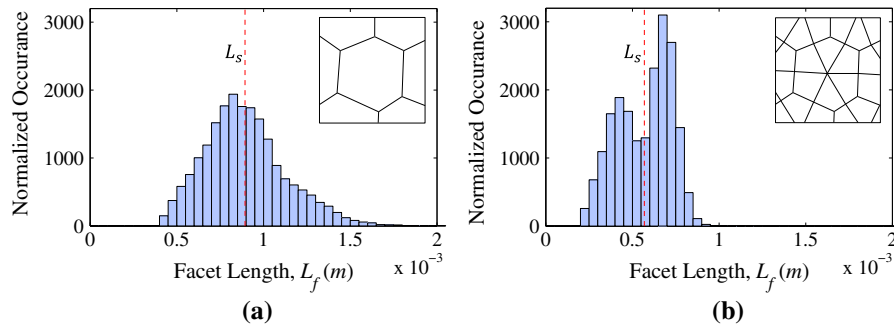 3000
2000
1000
0
Normalized Occurance
L_s
0 0.5 1 1.5 2
x 10^-3
Facet Length, L_f (m)
(a)
3000
2000
1000
0
Normalized Occurance
L_s
0 0.5 1 1.5 2
x 10^-3
Facet Length, L_f (m)
(b)